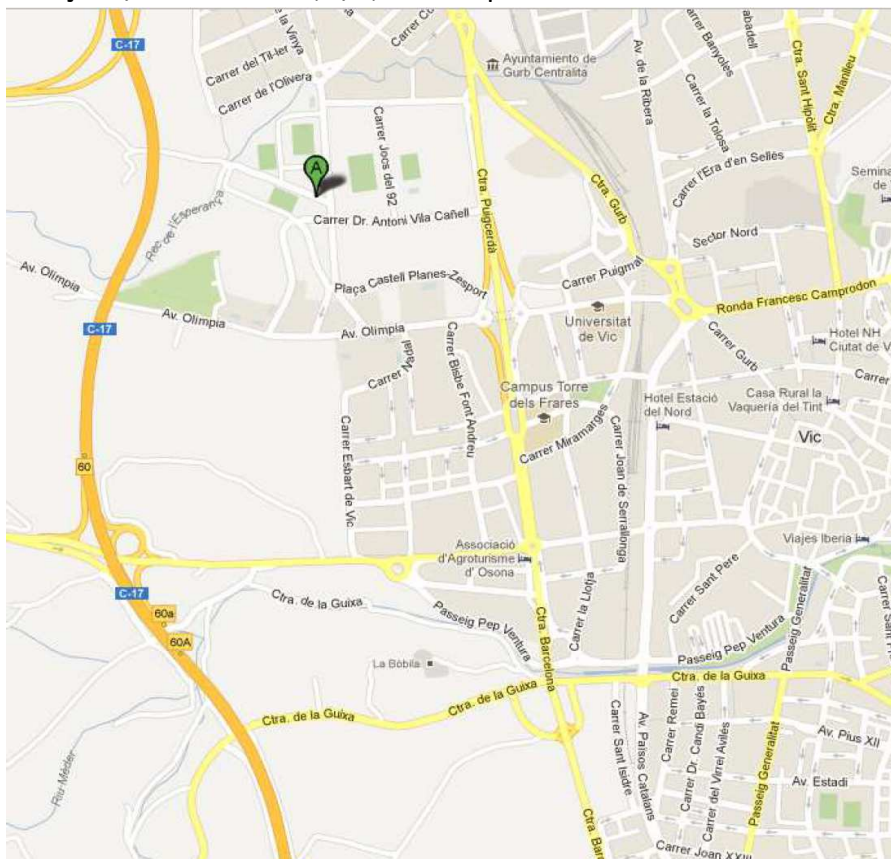 C-17
Carrer del Til·ler
la Vinya
Carrer de l'Olivera
Ayuntamiento de
Gurb Centralita
Av. de la Ribera
Carrer Banyoles
Carrer la Tolosa
Ctra. Sant Hipòlit
Ctra. Manlleu
Carrer l'Era d'en Sellés
Carrer Jocs del 92
Ctra. Puigcerdà
Ctra. Gurb
A
Rec de l'Esperança
Carrer Dr. Antoni Vila Cañell
Sector Nord
Av. Olímpia
Plaça Castell Planes-Zesport
Carrer Puigmal
Ronda Francesc Camprodon
C-17
Av. Olímpia
Av. Olímpia
Universitat
de Vic
Hotel NH
Carrer Gurb
Carrer Nadal
Carrer Bisbe Font Andreu
Campus Torre
dels Frares
Hotel Estació
del Nord
Casa Rural la
Vaquería del Tint
Carrer
Vic
Carrer Esbart de Vic
Carrer Miramarges
Carrer Joan de Serrallonga
60
Associació
d'Agroturisme
d' Osona
Viajes Iberia
C-17
60a
60A
Ctra. de la Guixa
Passeig Pep Ventura
Ctra. Barcelona
Carrer la Llotja
Carrer Sant Pere
Passeig Generalitat
La Bòbila
Passeig Pep Ventura
Ctra. de la Guixa
Ctra. de la Guixa
Ctra. de la Guixa
Riu Mèder
Carrer Sant Isidre
Av. Països Catalans
Carrer Remei
Carrer Dr. Candi Bayés
Carrer del Virrei Avilés
Passeig Generalitat
Av. Pius XII
Av. Estadi
Carrer Joan XXIII